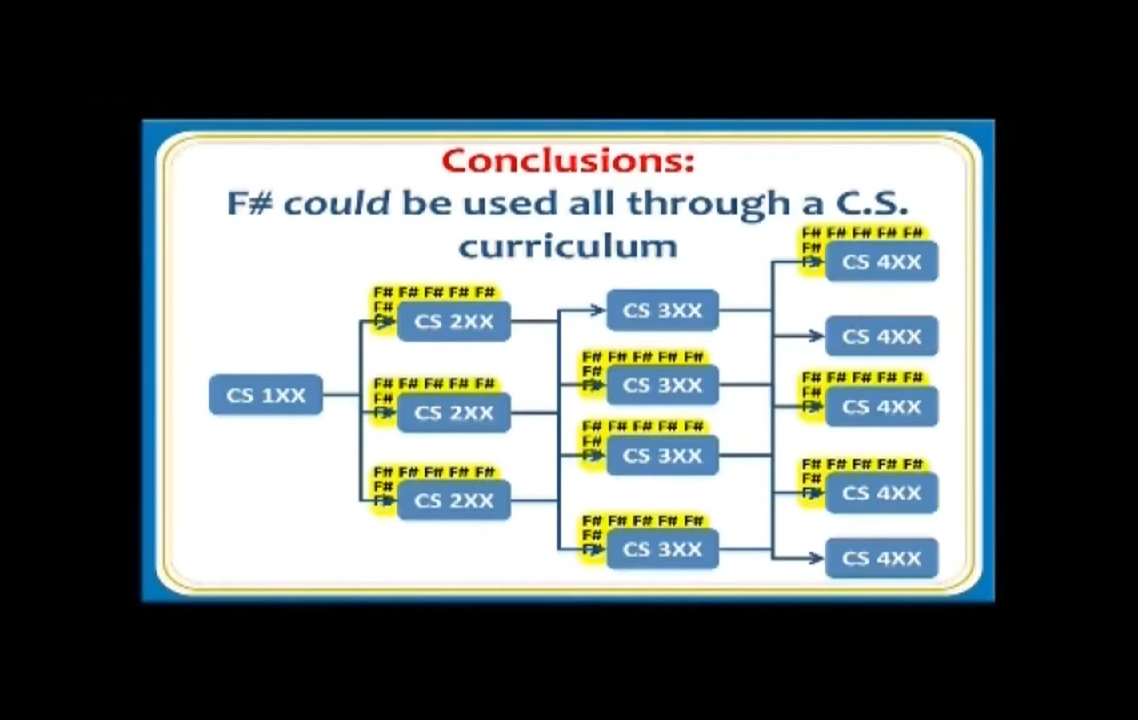 Conclusions:
F# could be used all through a C.S.
curriculum
CS 1XX
F# F# F# F# F#
F#
F#
CS 2XX
F# F# F# F# F#
F#
F#
CS 2XX
F# F# F# F# F#
F#
F#
CS 2XX
CS 3XX
F# F# F# F# F#
F#
F#
CS 3XX
F# F# F# F# F#
F#
F#
CS 3XX
F# F# F# F# F#
F#
F#
CS 3XX
F# F# F# F# F#
F#
F#
CS 4XX
CS 4XX
F# F# F# F# F#
F#
F#
CS 4XX
F# F# F# F# F#
F#
F#
CS 4XX
CS 4XX